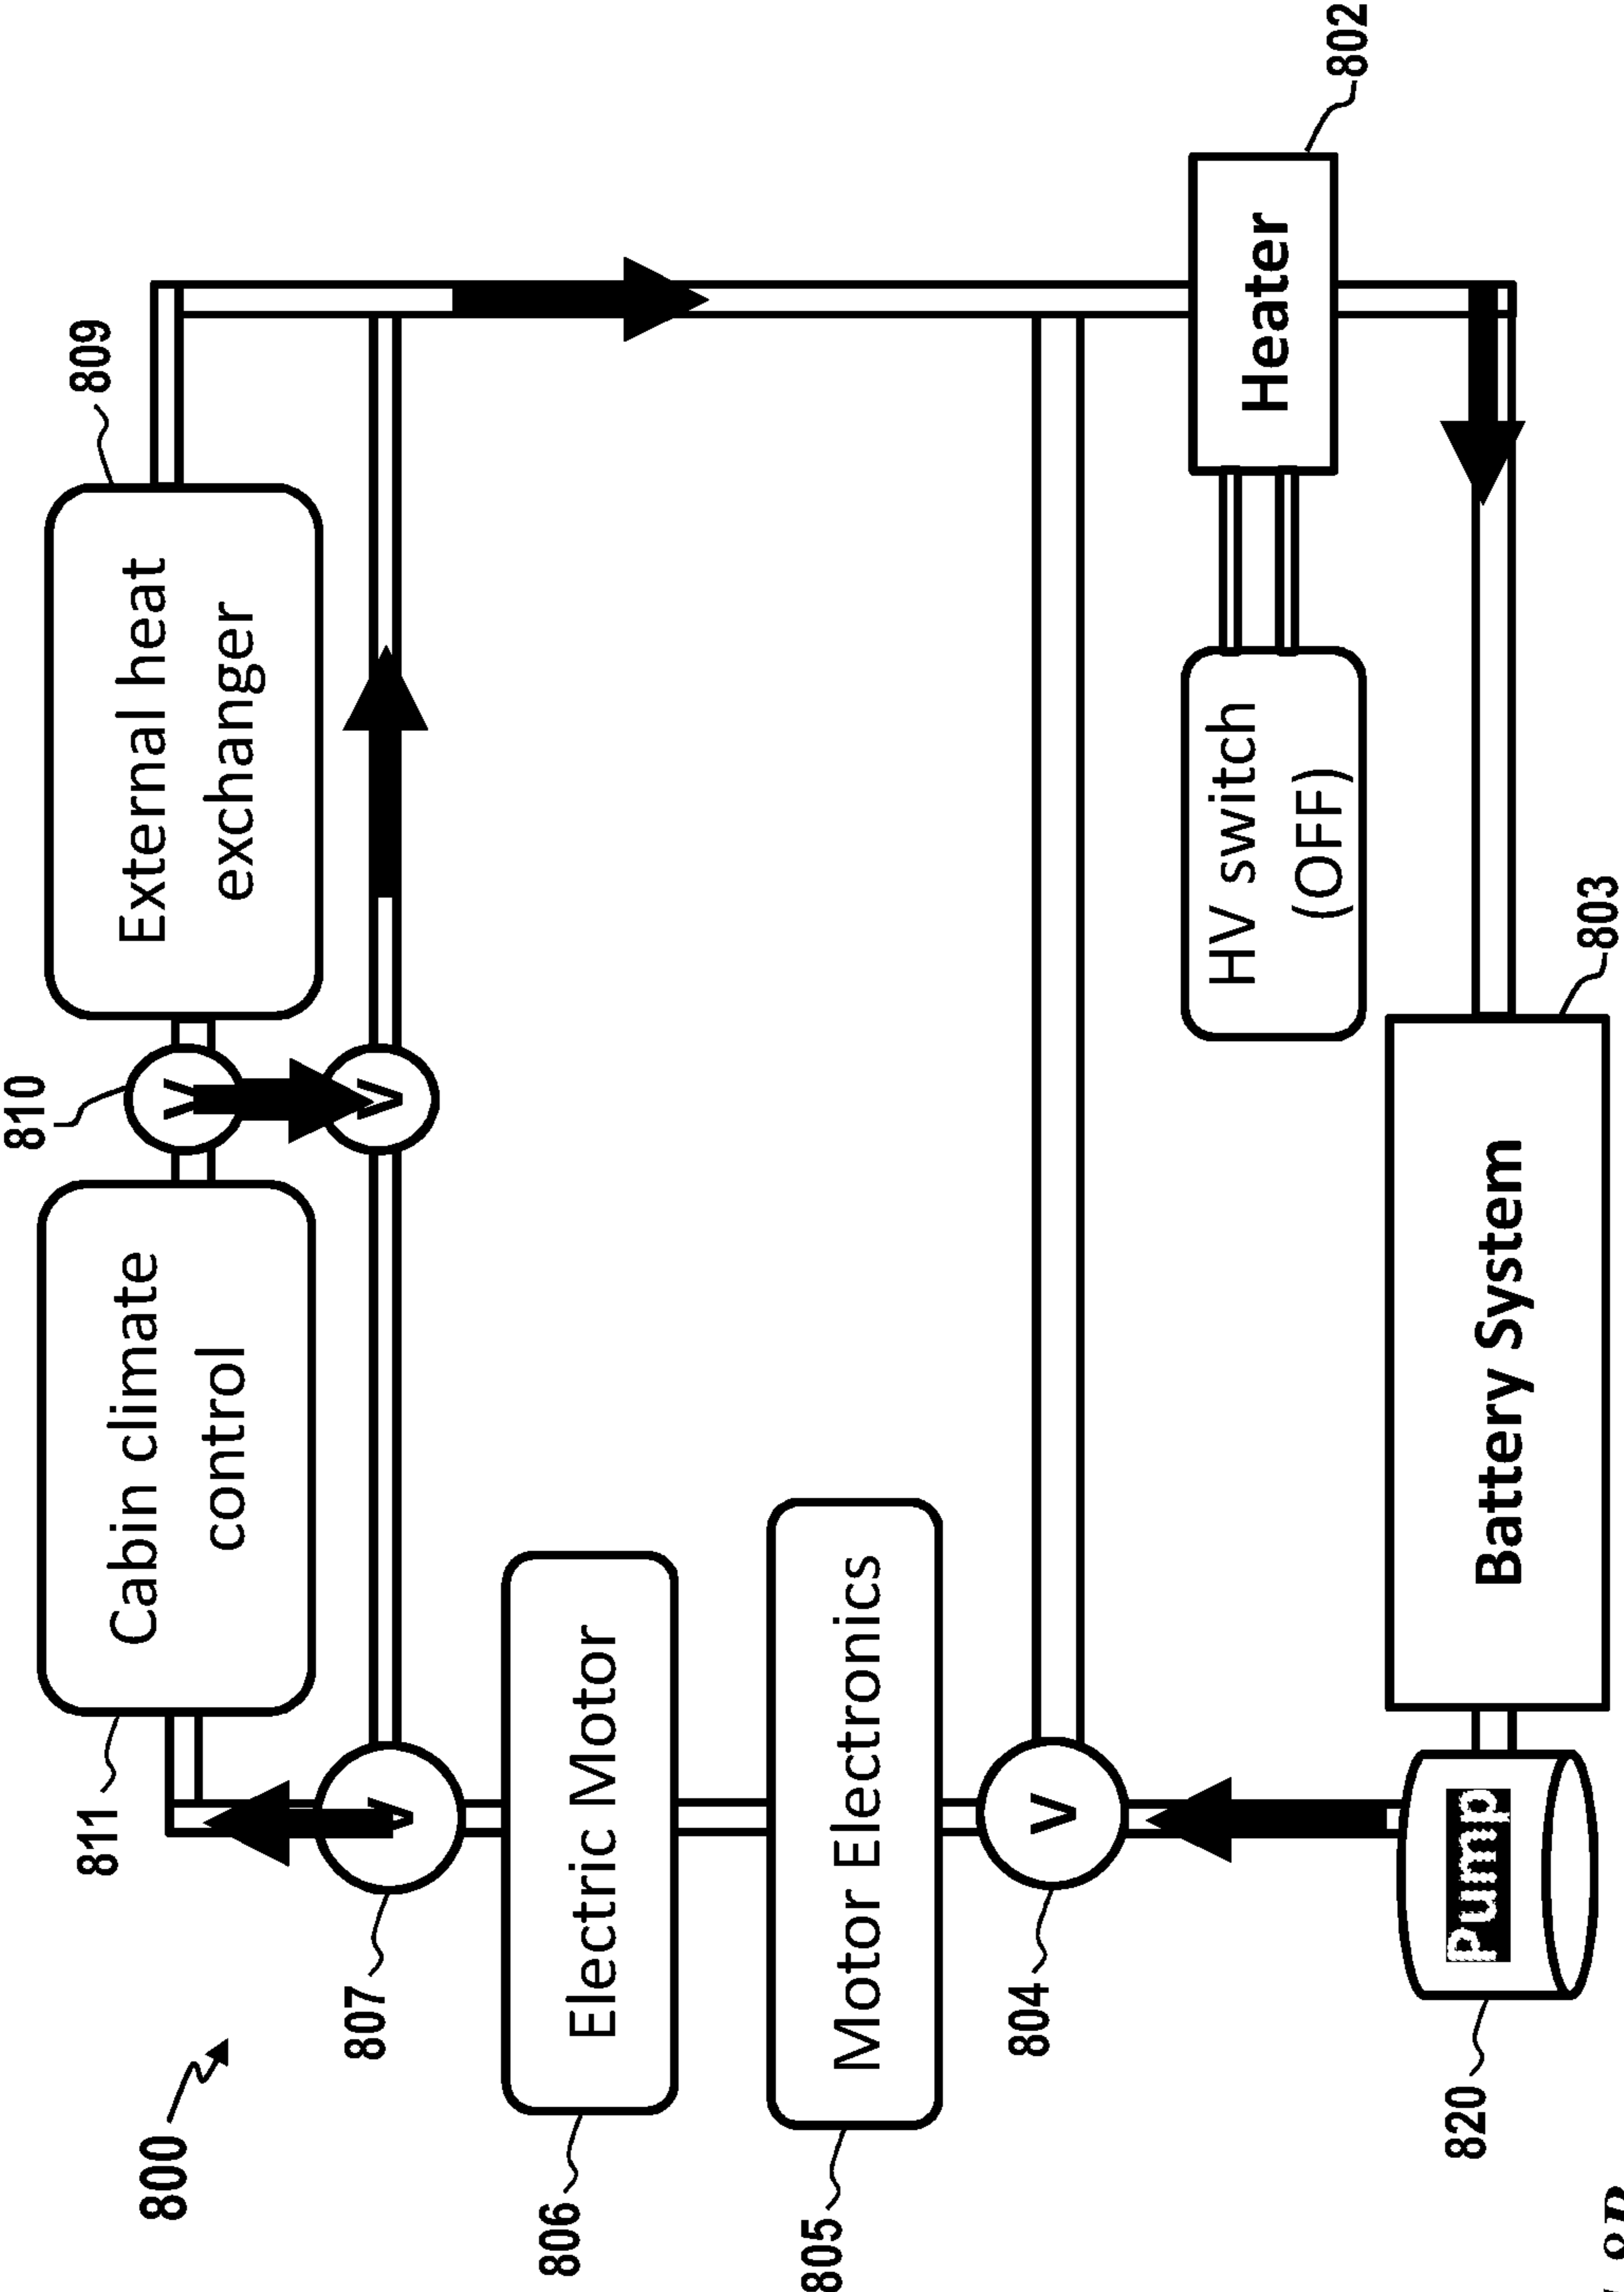 800
810
809
811
Cabin climate
control
External heat
exchanger
V
V
807
V
806
Electric Motor
805
Motor Electronics
804
V
HV switch
(OFF)
Heater
802
820
Pump
Battery System
803